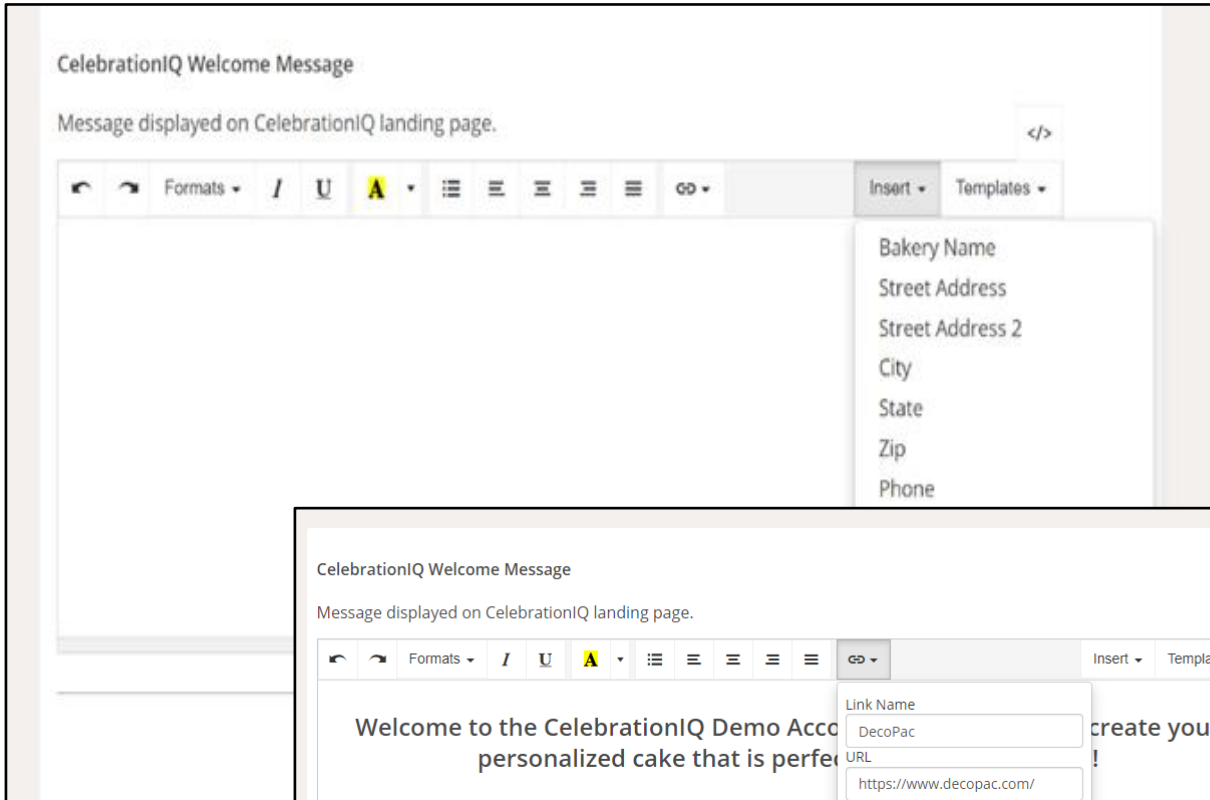 CelebrationIQ Welcome Message
Message displayed on CelebrationIQ landing page.
</>
Formats I U A Insert Templates
Bakery Name
Street Address
Street Address 2
City
State
Zip
Phone
CelebrationIQ Welcome Message
Message displayed on CelebrationIQ landing page.
Formats I U A Insert Templa
Link Name
Welcome to the CelebrationIQ Demo Acco DecoPac create you
URL
personalized cake that is perfe !
https://www.decopac.com/